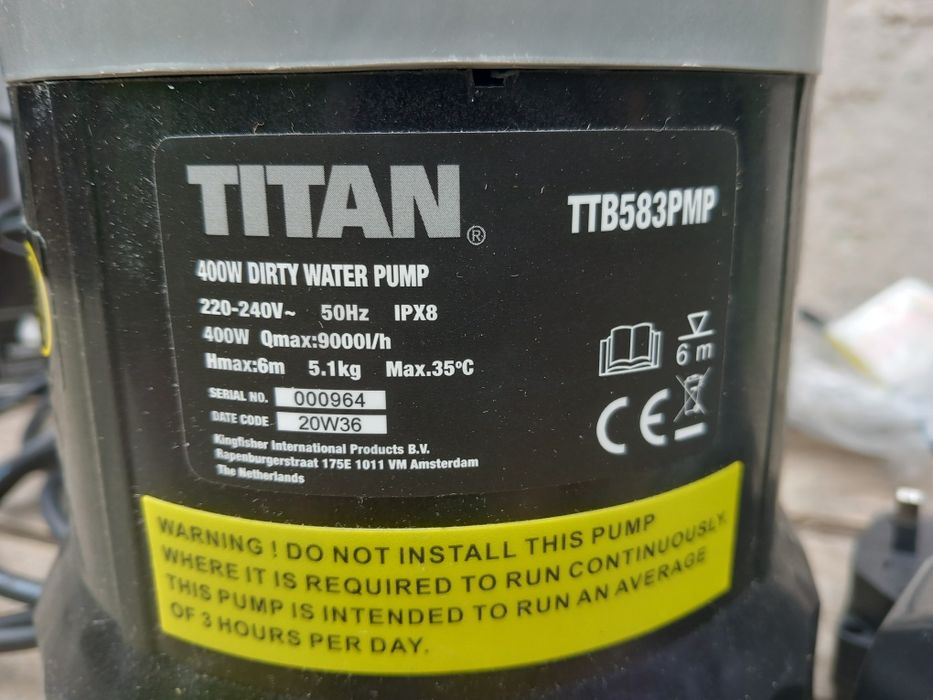 TITAN®
TTB583PMP
400W DIRTY WATER PUMP
220-240V~ 50Hz IPX8
400W Qmax:9000l/h
Hmax:6m 5.1kg Max.35°C
6 m
SERIAL NO. 000964
DATE CODE 20W36
CE
Kingfisher International Products B.V.
Rapenburgerstraat 175E 1011 VM Amsterdam
The Netherlands
WARNING ! DO NOT INSTALL THIS PUMP
WHERE IT IS REQUIRED TO RUN CONTINUOUSLY.
THIS PUMP IS INTENDED TO RUN AN AVERAGE
OF 3 HOURS PER DAY.